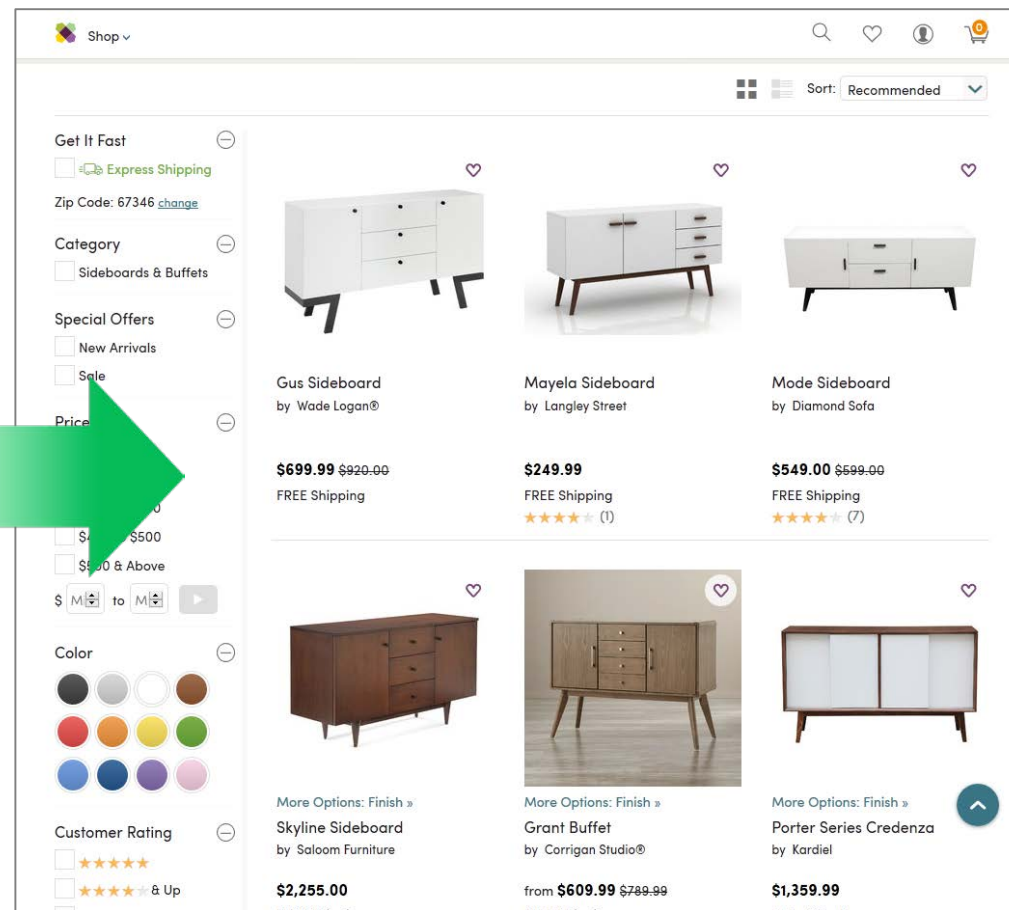 Shop
0
Sort: Recommended
Get It Fast
Express Shipping
Zip Code: 67346 change
Category
Sideboards & Buffets
Special Offers
New Arrivals
Sale
Price
$500
& Above
$ M to M
Color
Customer Rating
& Up
Gus Sideboard
by Wade Logan®
$699.99 $920.00
FREE Shipping
Mayela Sideboard
by Langley Street
$249.99
FREE Shipping
(1)
Mode Sideboard
by Diamond Sofa
$549.00 $599.00
FREE Shipping
(7)
More Options: Finish »
Skyline Sideboard
by Saloom Furniture
$2,255.00
More Options: Finish »
Grant Buffet
by Corrigan Studio®
from $609.99 $789.99
More Options: Finish »
Porter Series Credenza
by Kardiel
$1,359.99